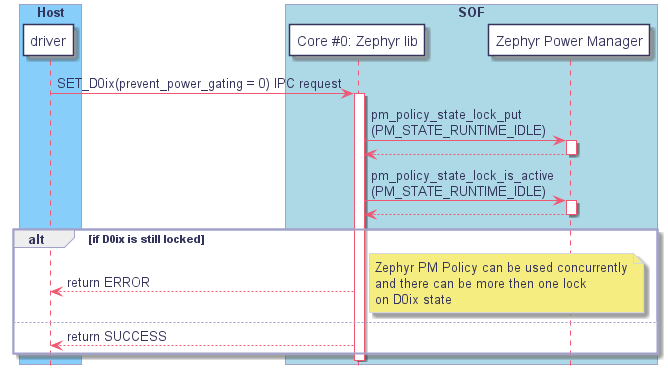 Host
SOF
driver
Core #0: Zephyr lib
Zephyr Power Manager
SET_D0ix(prevent_power_gating = 0) IPC request
pm_policy_state_lock_put
(PM_STATE_RUNTIME_IDLE)
pm_policy_state_lock_is_active
(PM_STATE_RUNTIME_IDLE)
alt
[if D0ix is still locked]
Zephyr PM Policy can be used concurrently
and there can be more then one lock
on D0ix state
return ERROR
return SUCCESS